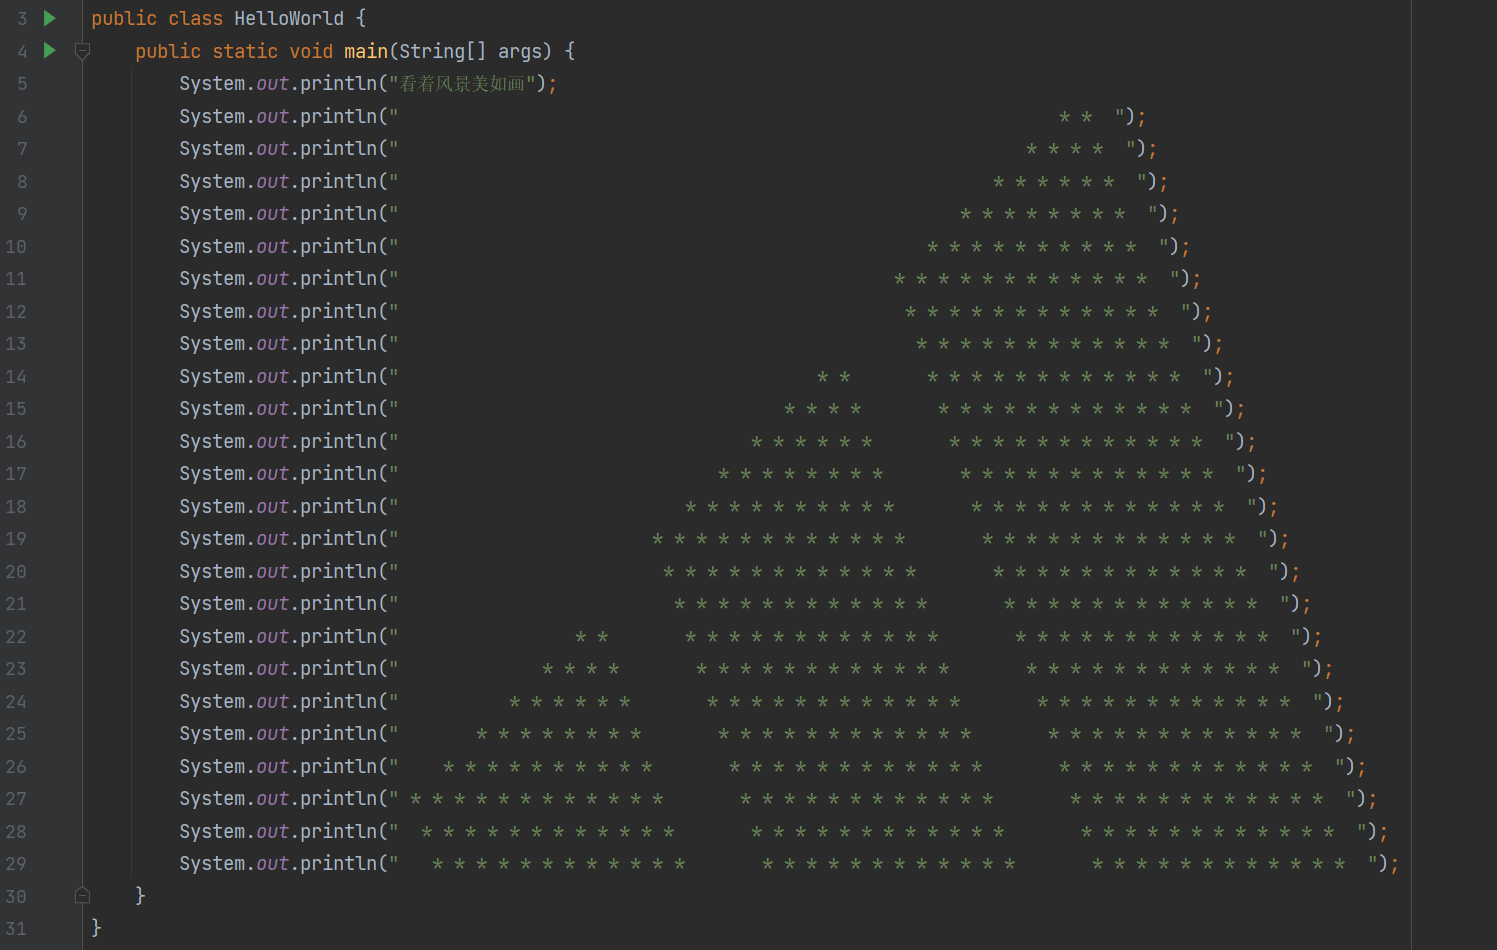 3 public class HelloWorld {
4     public static void main(String[] args) {
5         System.out.println("看着风景美如画");
6         System.out.println("                                                            * *  ");
7         System.out.println("                                                         * * * *  ");
8         System.out.println("                                                      * * * * * *  ");
9         System.out.println("                                                   * * * * * * * *  ");
10         System.out.println("                                                * * * * * * * * * *  ");
11         System.out.println("                                             * * * * * * * * * * * *  ");
12         System.out.println("                                              * * * * * * * * * * * *  ");
13         System.out.println("                                               * * * * * * * * * * * *  ");
14         System.out.println("                                      * *       * * * * * * * * * * * *  ");
15         System.out.println("                                   * * * *       * * * * * * * * * * * *  ");
16         System.out.println("                                * * * * * *       * * * * * * * * * * * *  ");
17         System.out.println("                             * * * * * * * *       * * * * * * * * * * * *  ");
18         System.out.println("                          * * * * * * * * * *       * * * * * * * * * * * *  ");
19         System.out.println("                       * * * * * * * * * * * *       * * * * * * * * * * * *  ");
20         System.out.println("                        * * * * * * * * * * * *       * * * * * * * * * * * *  ");
21         System.out.println("                         * * * * * * * * * * * *       * * * * * * * * * * * *  ");
22         System.out.println("                * *       * * * * * * * * * * * *       * * * * * * * * * * * *  ");
23         System.out.println("             * * * *       * * * * * * * * * * * *       * * * * * * * * * * * *  ");
24         System.out.println("          * * * * * *       * * * * * * * * * * * *       * * * * * * * * * * * *  ");
25         System.out.println("       * * * * * * * *       * * * * * * * * * * * *       * * * * * * * * * * * *  ");
26         System.out.println("    * * * * * * * * * *       * * * * * * * * * * * *       * * * * * * * * * * * *  ");
27         System.out.println(" * * * * * * * * * * * *       * * * * * * * * * * * *       * * * * * * * * * * * *  ");
28         System.out.println("  * * * * * * * * * * * *       * * * * * * * * * * * *       * * * * * * * * * * * *  ");
29         System.out.println("   * * * * * * * * * * * *       * * * * * * * * * * * *       * * * * * * * * * * * *  ");
30     }
31 }